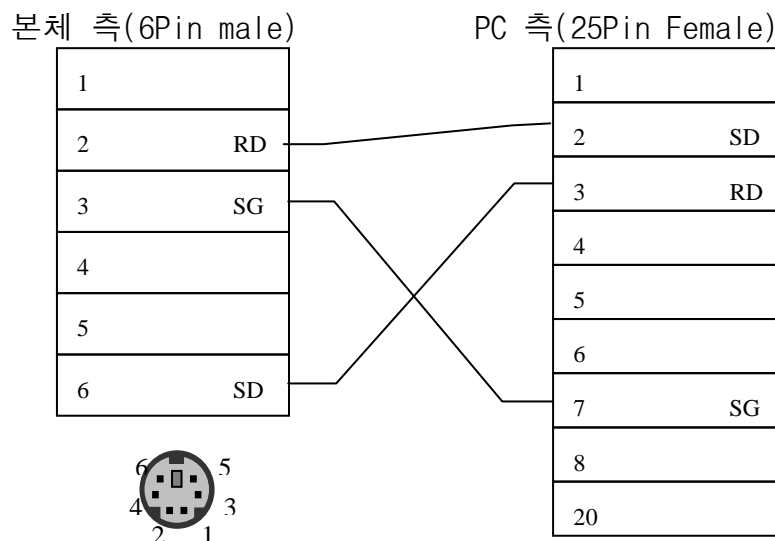 본체 측(6Pin male)
1
2 RD
3 SG
4
5
6 SD
6 5
4 3
2 1
PC 측(25Pin Female)
1
2 SD
3 RD
4
5
6
7 SG
8
20